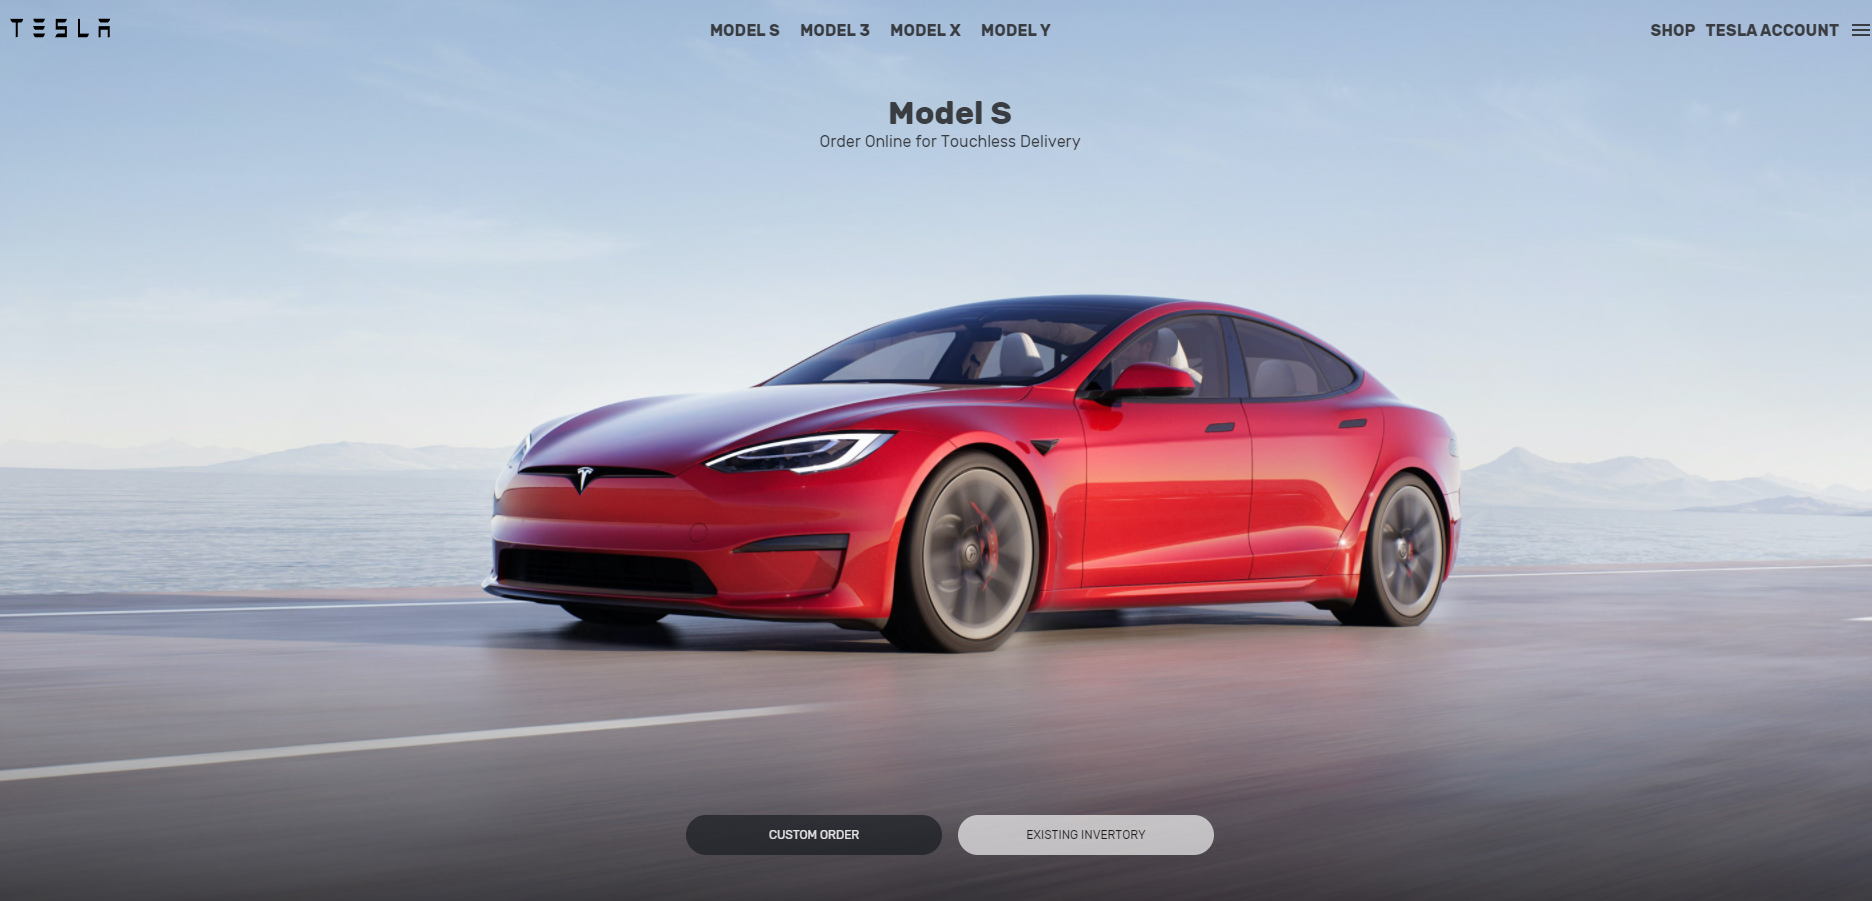 TESLA
MODEL S MODEL 3 MODEL X MODEL Y
SHOP TESLA ACCOUNT
Model S
Order Online for Touchless Delivery
CUSTOM ORDER
EXISTING INVERTORY